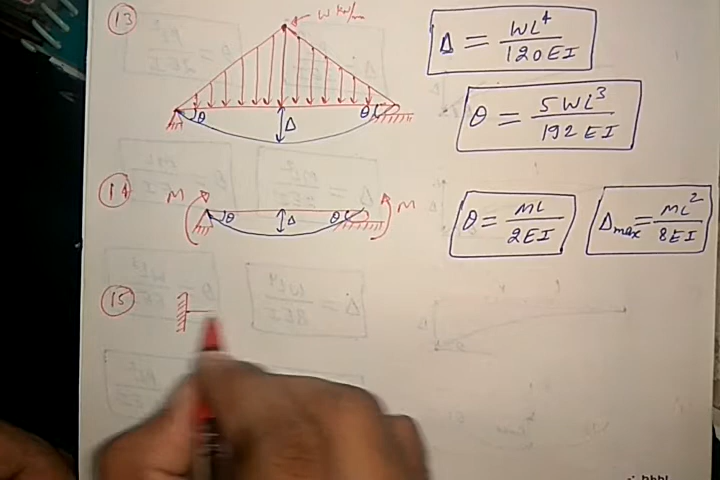 13
w kN/m
θ
Δ
θ
Δ = WL⁴/120EI
θ = 5WL³/192EI
14
M
θ
Δ
θ
M
θ = ML/2EI
Δmax = ML²/8EI
15